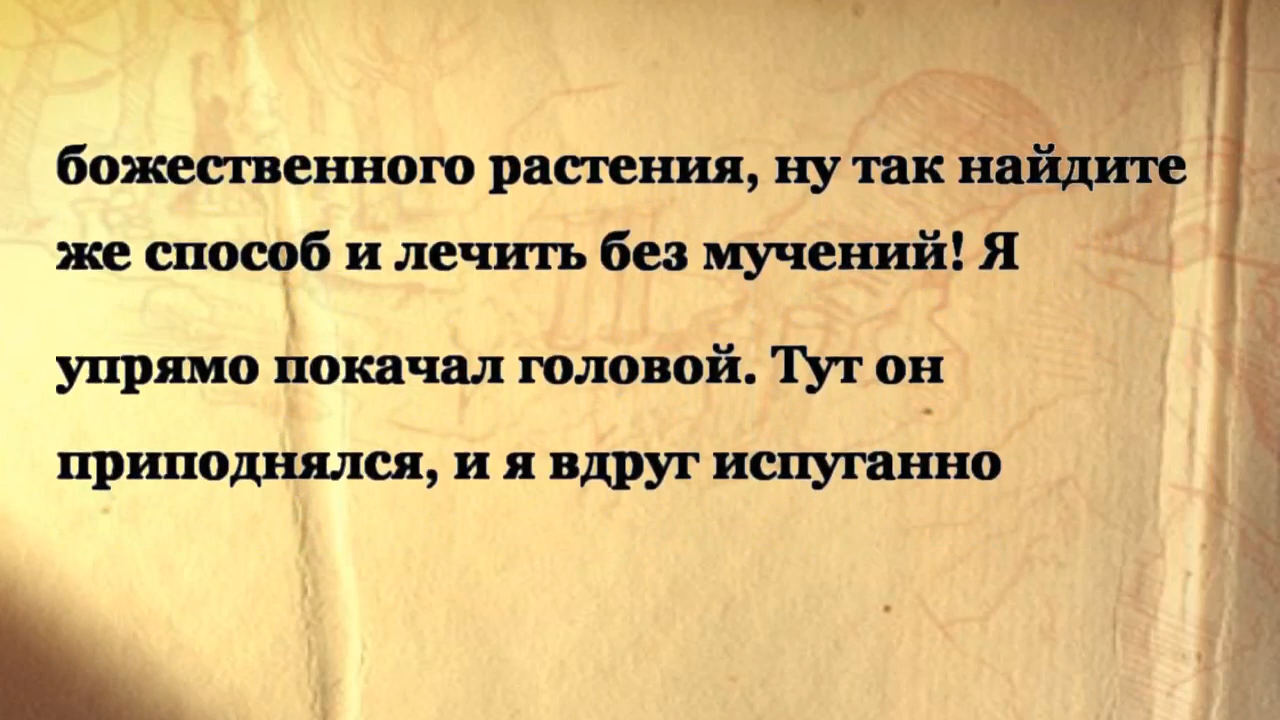 божественного растения, ну так найдите
же способ и лечить без мучений! Я
упрямо покачал головой. Тут он
приподнялся, и я вдруг испуганно